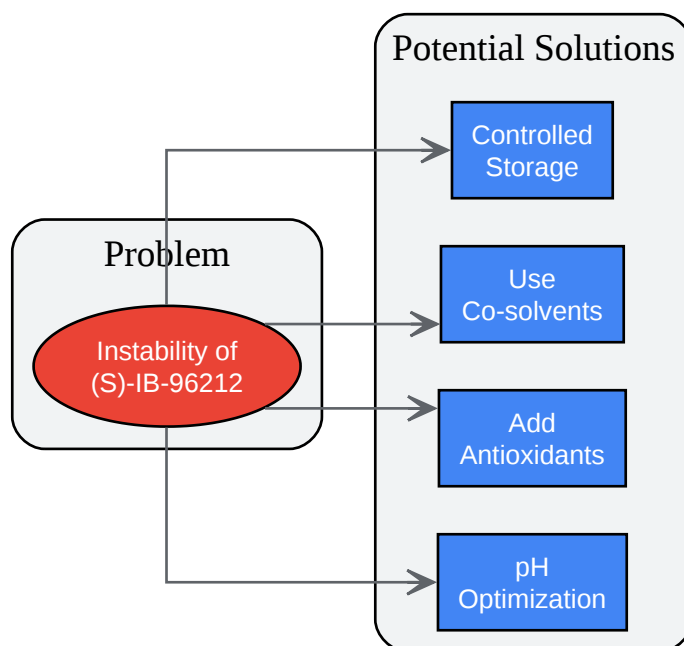 Potential Solutions
Controlled
Storage
Problem
Use
Co-solvents
Instability of
(S)-IB-96212
Add
Antioxidants
pH
Optimization